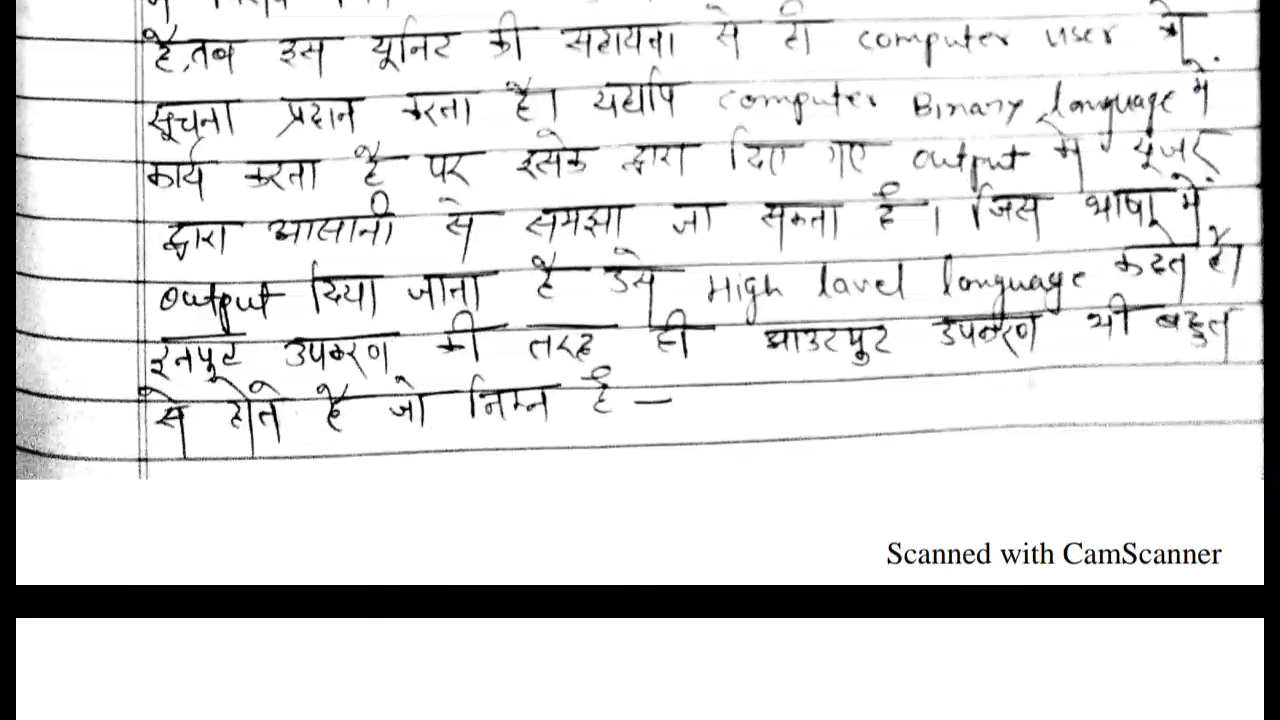 है, तब इस यूनिट की सहायता से ही computer user को
सूचना प्रदान करता है। यद्यपि computer Binary language में
कार्य करता है पर इसके द्वारा दिए गए output में यूजर
द्वारा आसानी से समझा जा सकता है। जिस भाषा में
output दिया जाता है उसे High lavel language कहते है।
इनपुट उपकरण की तरह ही आउटपुट उपकरण भी बहुत
से होते है जो निम्न है —
Scanned with CamScanner